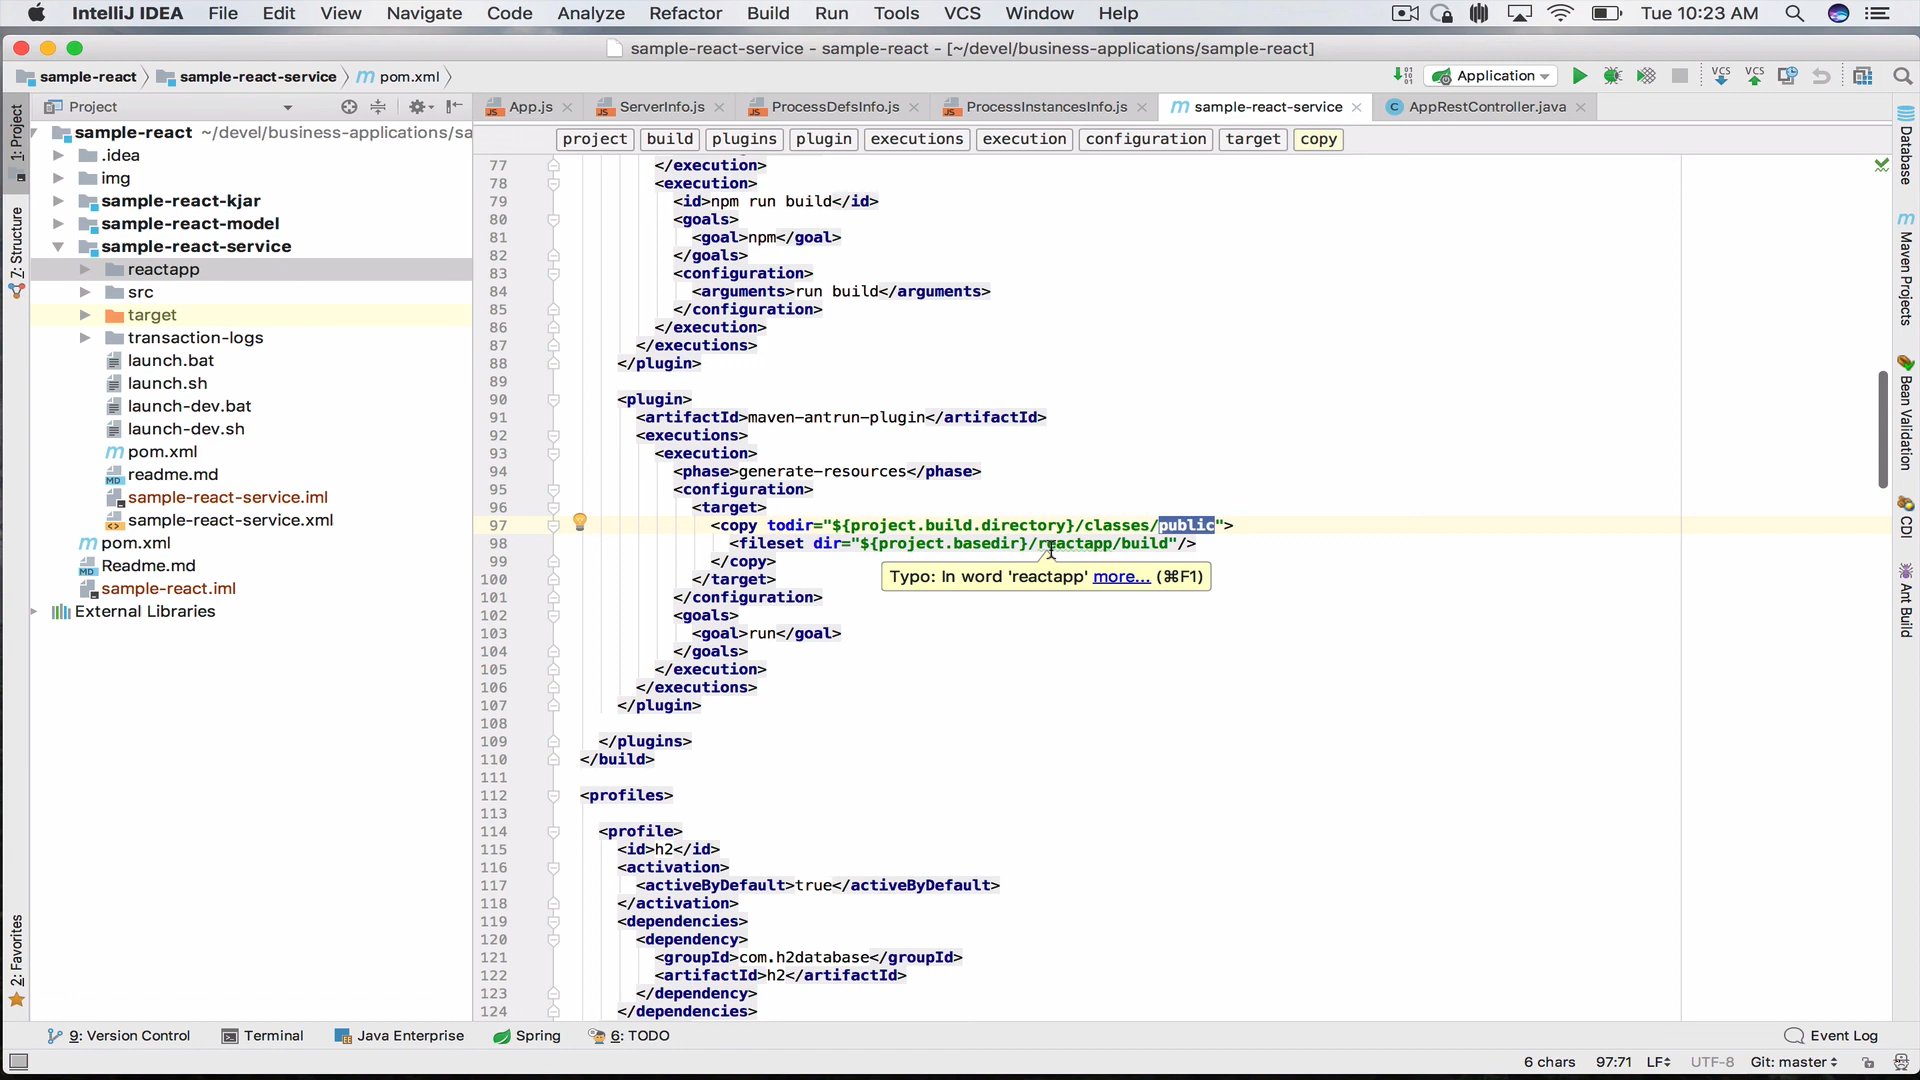 IntelliJ IDEA File Edit View Navigate Code Analyze Refactor Build Run Tools VCS Window Help Tue 10:23 AM
sample-react-service - sample-react - [~/devel/business-applications/sample-react]
sample-react sample-react-service pom.xml Application
Project
App.js ServerInfo.js ProcessDefsInfo.js ProcessInstancesInfo.js sample-react-service AppRestController.java
project build plugins plugin executions execution configuration target copy
sample-react ~/devel/business-applications/sa
.idea
img
sample-react-kjar
sample-react-model
sample-react-service
reactapp
src
target
transaction-logs
launch.bat
launch.sh
launch-dev.bat
launch-dev.sh
pom.xml
readme.md
sample-react-service.iml
sample-react-service.xml
pom.xml
Readme.md
sample-react.iml
External Libraries
1: Project
7: Structure
2: Favorites
77 </execution>
78 <execution>
79 <id>npm run build</id>
80 <goals>
81 <goal>npm</goal>
82 </goals>
83 <configuration>
84 <arguments>run build</arguments>
85 </configuration>
86 </execution>
87 </executions>
88 </plugin>
89
90 <plugin>
91 <artifactId>maven-antrun-plugin</artifactId>
92 <executions>
93 <execution>
94 <phase>generate-resources</phase>
95 <configuration>
96 <target>
97 <copy todir="${project.build.directory}/classes/public">
98 <fileset dir="${project.basedir}/reactapp/build"/>
99 </copy>
Typo: In word 'reactapp' more... (⌘F1)
100 </target>
101 </configuration>
102 <goals>
103 <goal>run</goal>
104 </goals>
105 </execution>
106 </executions>
107 </plugin>
108
109 </plugins>
110 </build>
111
112 <profiles>
113
114 <profile>
115 <id>h2</id>
116 <activation>
117 <activeByDefault>true</activeByDefault>
118 </activation>
119 <dependencies>
120 <dependency>
121 <groupId>com.h2database</groupId>
122 <artifactId>h2</artifactId>
123 </dependency>
124 </dependencies>
Database
Maven Projects
Bean Validation
CDI
Ant Build
9: Version Control Terminal Java Enterprise Spring 6: TODO Event Log
6 chars 97:71 LF UTF-8 Git: master